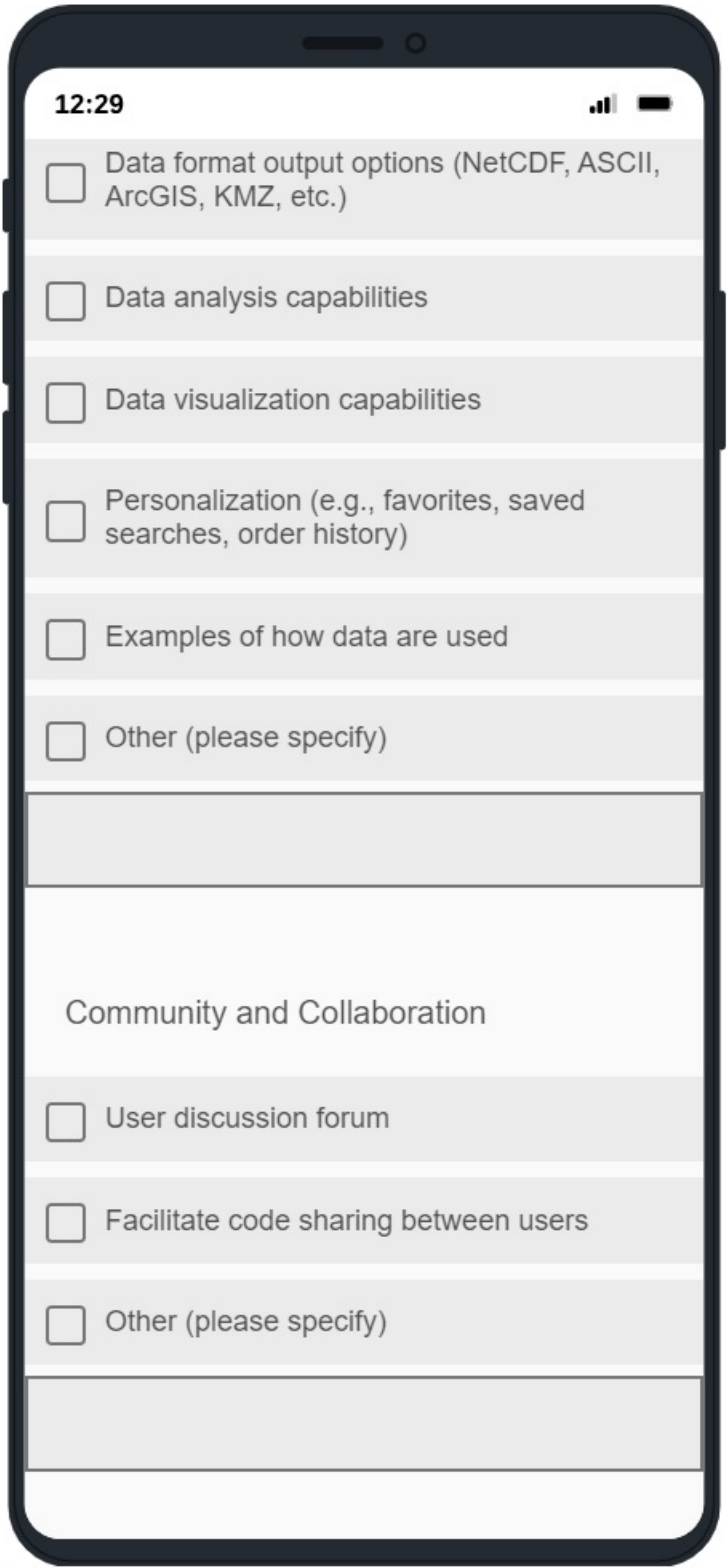 12:29
Data format output options (NetCDF, ASCII,
ArcGIS, KMZ, etc.)
Data analysis capabilities
Data visualization capabilities
Personalization (e.g., favorites, saved
searches, order history)
Examples of how data are used
Other (please specify)
Community and Collaboration
User discussion forum
Facilitate code sharing between users
Other (please specify)